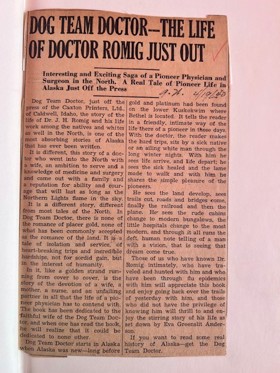 DOG TEAM DOCTOR—THE LIFE
OF DOCTOR ROMIG JUST OUT
Interesting and Exciting Saga of a Pioneer Physician and
Surgeon in the North, A Real Tale of Pioneer Life in
Alaska Just Off the Press
Dog Team Doctor, just off the
press of the Caxton Printers, Ltd.
of Caldwell, Idaho, the story of the
life of Dr. J. H. Romig and his life
work among the natives and whites
as well in the North, is one of the
most absorbing stories of Alaska
that has ever been written.
It is different, this story of a doc-
tor who went into the North with
a wife, an ambition to serve and a
knowledge of medicine and surgery
and came out with a family and
a reputation for ability and cour-
age that will last as long as the
Northern Lights flame in the sky.
It is a different story, different
from most tales of the North. In
Dog Team Doctor, there is none of
the romance of placer gold, none of
what has been commonly accepted
as the romance of the land. It is a
tale of isolation and service, of
heart-breaking trips and incredible
hardships, not for sordid gain, but
in the interest of humanity.
In it, like a golden strand run-
ning from cover to cover, is the
story of the devotion of a wife, a
mother, a nurse, and an unfailing
partner in all that the life of a pio-
neer physician has to contend with.
The book has been dedicated to the
faithful wife of the Dog Team Doc-
tor, and when one has read the book,
he will realize that it could be
dedicated to none other.
Dog Team Doctor starts in Alaska
when Alaska was new—long before
gold and platinum had been found
on the lower Kuskokwim where
Bethel is located. It tells the reader
in a friendly, intimate way of the
life there of a pioneer in those days.
With the doctor, the reader makes
the hard trips, sits by a sick native
on an ailing white man through the
long winter nights. With him he
sees life arrive, and life depart; he
sees the sick healed and the crip-
ple made to walk and with him he
shares the simple pleasure of the
pioneers.
He sees the land develop, sees
trails cut, roads and bridges come,
finally the railroad and then the
plane. He sees the rude cabins
change to modern bungalows, the
little hospitals change to the most
modern, and through it all runs the
soft, human tone telling of a man
with a vision, that is seeing the
dream come true.
Those of us who have known Dr.
Romig intimately, who have trav-
eled and hunted with him and who
have been through its epidemic
with him will appreciate this book
and enjoy going back over the trails
of yesterday with him, and those
who did not have the privilege of
knowing him will thrill to and en-
joy the stirring story of his life as
set down by Eva Greenslit Ander-
son.
If you want to read some real
history of Alaska—get the Dog
Team Doctor.